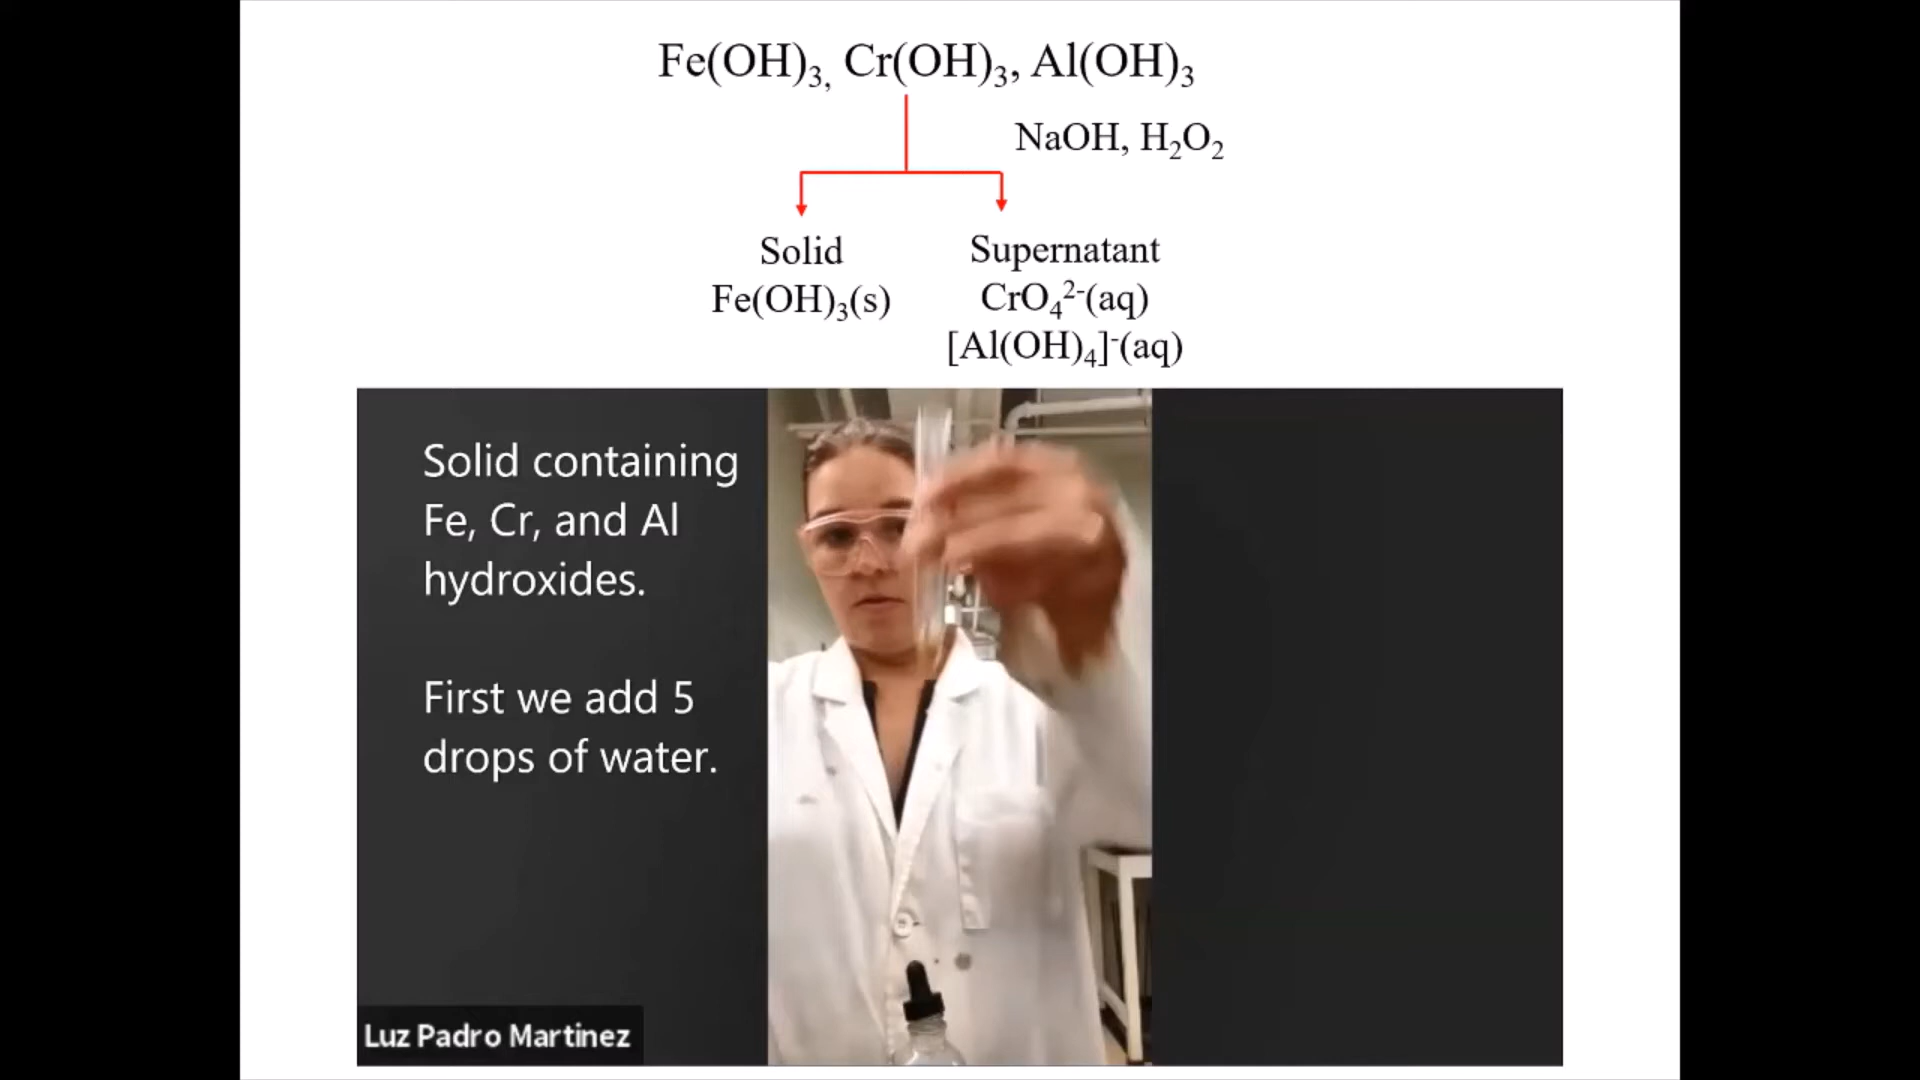 Fe(OH)₃, Cr(OH)₃, Al(OH)₃
NaOH, H₂O₂
Solid
Fe(OH)₃(s)
Supernatant
CrO₄²⁻(aq)
[Al(OH)₄]⁻(aq)
Solid containing
Fe, Cr, and Al
hydroxides.
First we add 5
drops of water.
Luz Padro Martinez